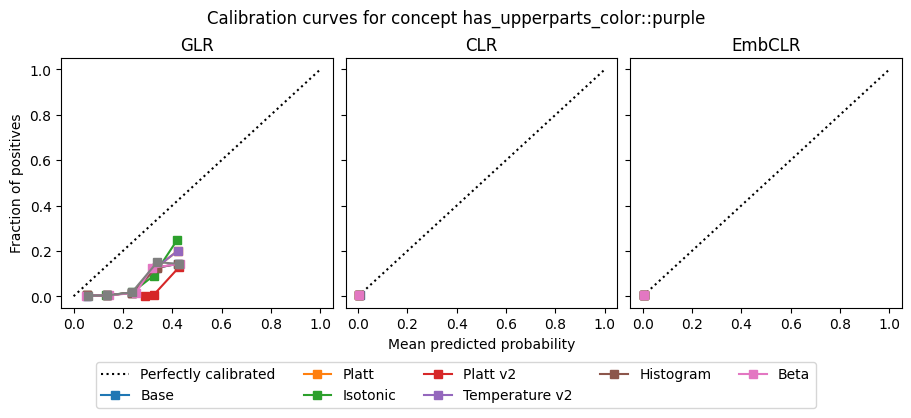 Calibration curves for concept has_upperparts_color::purple
GLR
CLR
EmbCLR
Fraction of positives
1.0
0.8
0.6
0.4
0.2
0.0
0.0 0.2 0.4 0.6 0.8 1.0
0.0 0.2 0.4 0.6 0.8 1.0
0.0 0.2 0.4 0.6 0.8 1.0
Mean predicted probability
Perfectly calibrated
Base
Platt
Isotonic
Platt v2
Temperature v2
Histogram
Beta